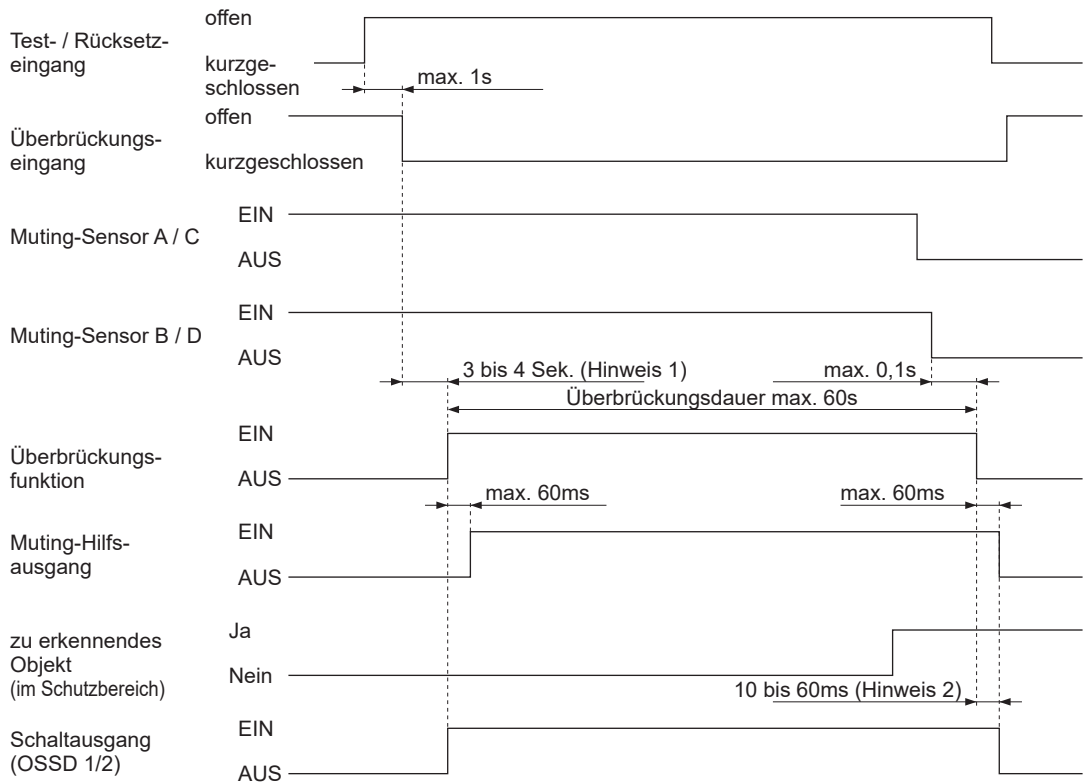 offen
Test- / Rücksetz-
eingang
kurzge-
schlossen
max. 1s
offen
Überbrückungs-
eingang
kurzgeschlossen
EIN
Muting-Sensor A / C
AUS
EIN
Muting-Sensor B / D
AUS
3 bis 4 Sek. (Hinweis 1)
max. 0,1s
Überbrückungsdauer max. 60s
EIN
Überbrückungs-
funktion
AUS
max. 60ms
max. 60ms
EIN
Muting-Hilfs-
ausgang
AUS
Ja
zu erkennendes
Objekt
(im Schutzbereich)
Nein
10 bis 60ms (Hinweis 2)
EIN
Schaltausgang
(OSSD 1/2)
AUS